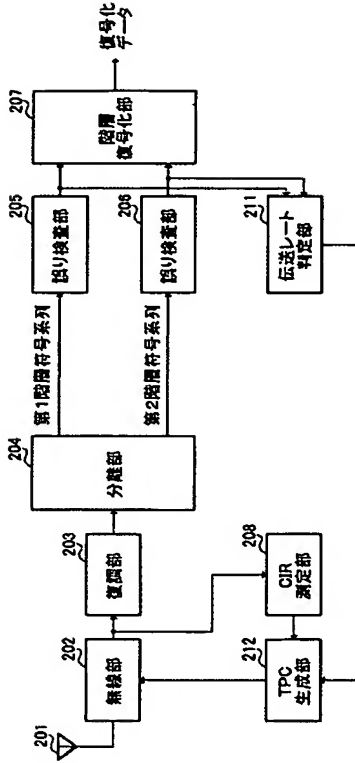 201
無線部
202
復調部
203
分離部
204
第1階層符号系列
第2階層符号系列
誤り検査部
205
誤り検査部
206
階層
復号化部
207
復号化
データ
CIR
測定部
208
TPC
生成部
212
伝送レート
判定部
211